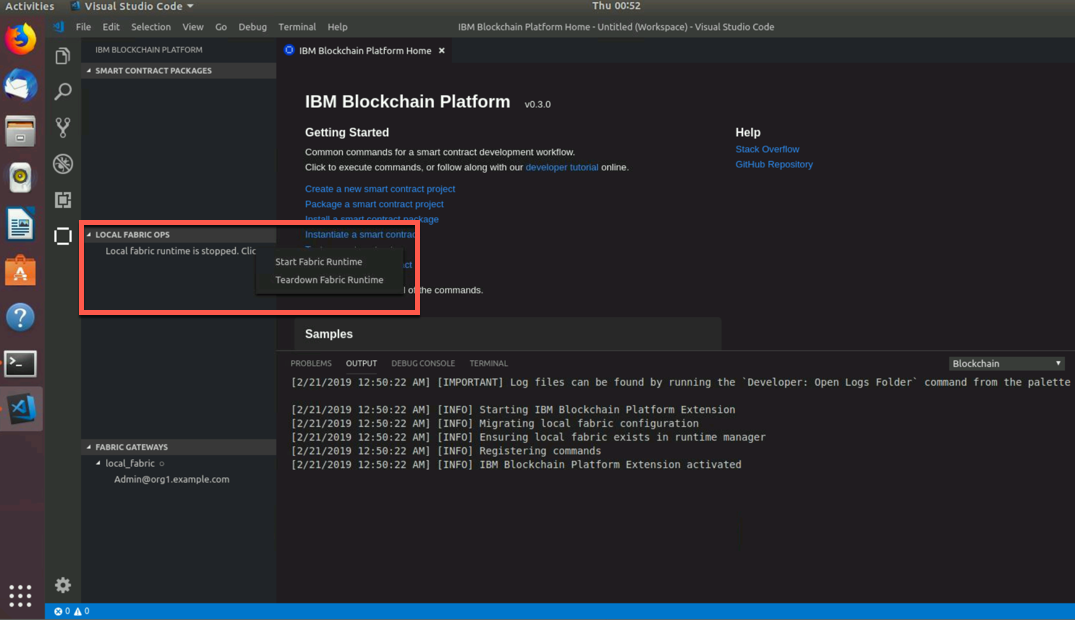 Activities
Visual Studio Code
Thu 00:52
File Edit Selection View Go Debug Terminal Help
IBM Blockchain Platform Home - Untitled (Workspace) - Visual Studio Code
IBM BLOCKCHAIN PLATFORM
SMART CONTRACT PACKAGES
LOCAL FABRIC OPS
Local fabric runtime is stopped. Clic
Start Fabric Runtime
Teardown Fabric Runtime
FABRIC GATEWAYS
local_fabric ○
Admin@org1.example.com
IBM Blockchain Platform Home ×
IBM Blockchain Platform v0.3.0
Getting Started
Common commands for a smart contract development workflow.
Click to execute commands, or follow along with our developer tutorial online.
Create a new smart contract project
Package a smart contract project
Install a smart contract package
Instantiate a smart contrac
of the commands.
Samples
Help
Stack Overflow
GitHub Repository
PROBLEMS OUTPUT DEBUG CONSOLE TERMINAL
Blockchain
[2/21/2019 12:50:22 AM] [IMPORTANT] Log files can be found by running the `Developer: Open Logs Folder` command from the palette
[2/21/2019 12:50:22 AM] [INFO] Starting IBM Blockchain Platform Extension
[2/21/2019 12:50:22 AM] [INFO] Migrating local fabric configuration
[2/21/2019 12:50:22 AM] [INFO] Ensuring local fabric exists in runtime manager
[2/21/2019 12:50:22 AM] [INFO] Registering commands
[2/21/2019 12:50:22 AM] [INFO] IBM Blockchain Platform Extension activated
0 0